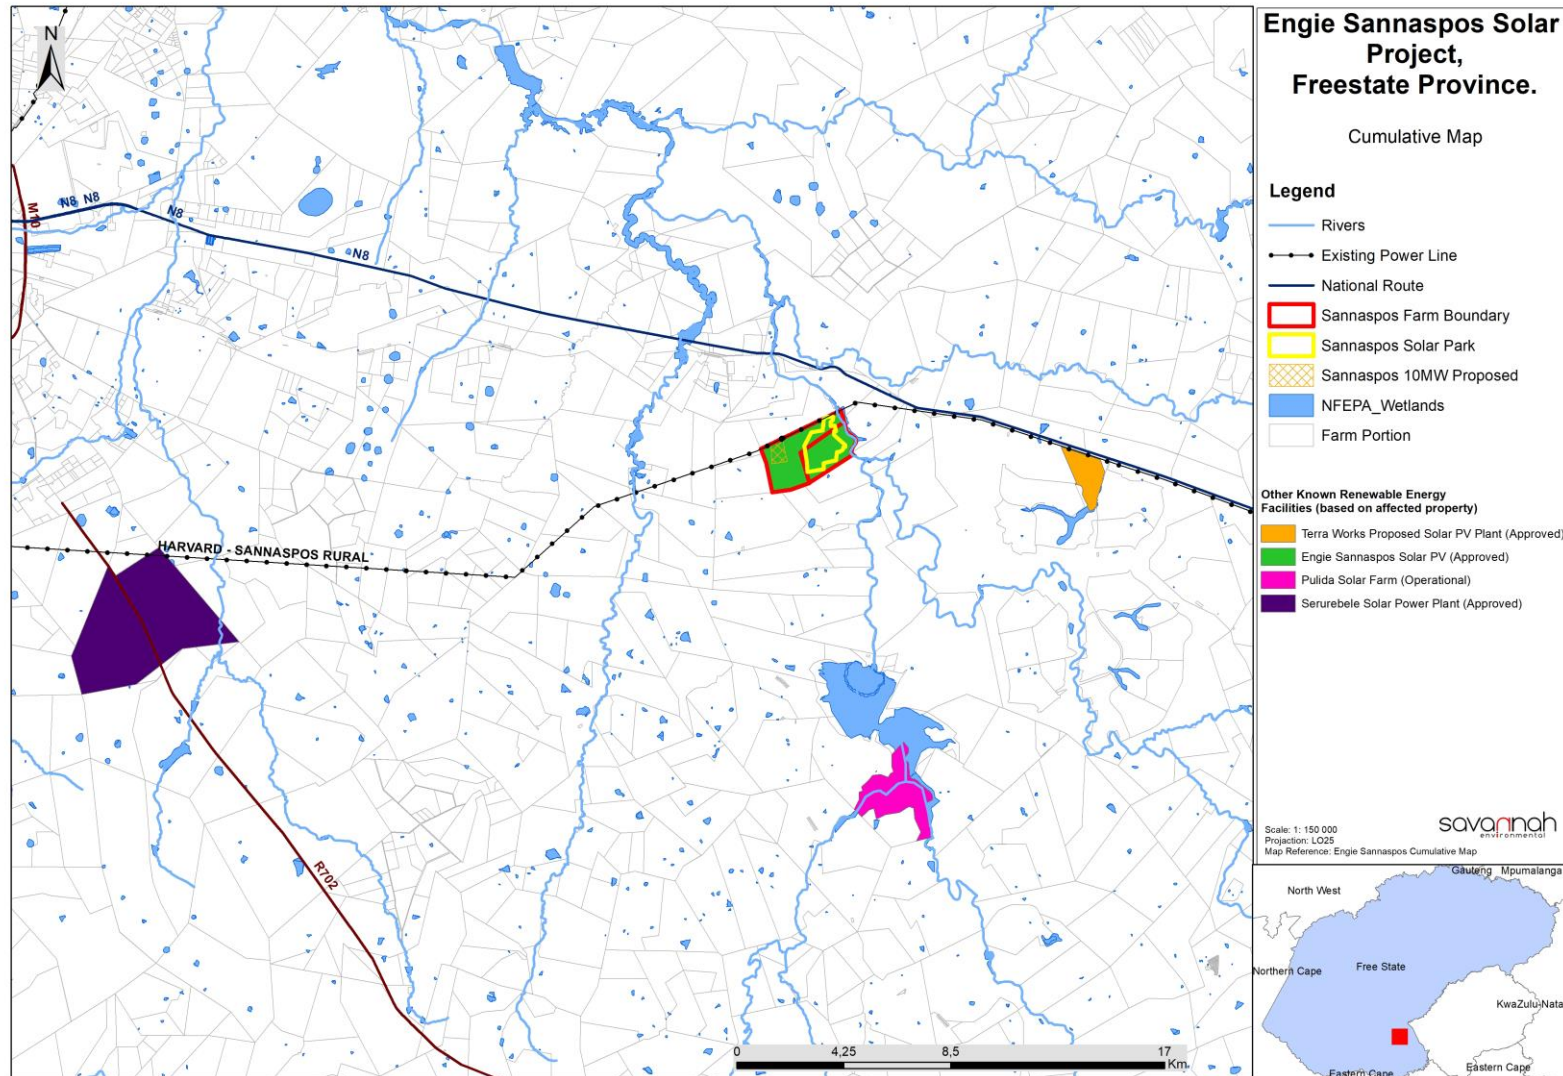 Engie Sannaspos Solar
Project,
Freestate Province.
Cumulative Map
Legend
Rivers
Existing Power Line
National Route
Sannaspos Farm Boundary
Sannaspos Solar Park
Sannaspos 10MW Proposed
NFEPA_Wetlands
Farm Portion
Other Known Renewable Energy
Facilities (based on affected property)
Terra Works Proposed Solar PV Plant (Approved)
Engie Sannaspos Solar PV (Approved)
Pulida Solar Farm (Operational)
Serurebele Solar Power Plant (Approved)
savannah
environmental
Scale: 1: 150 000
Projection: LO25
Map Reference: Engie Sannaspos Cumulative Map
N
M10
N8 N8
N8
N8
HARVARD - SANNASPOS RURAL
R702
0 4,25 8,5 17
Km
Gauteng Mpumalanga
North West
Northern Cape
Free State
KwaZulu-Nata
Eastern Cape
Eastern Cape